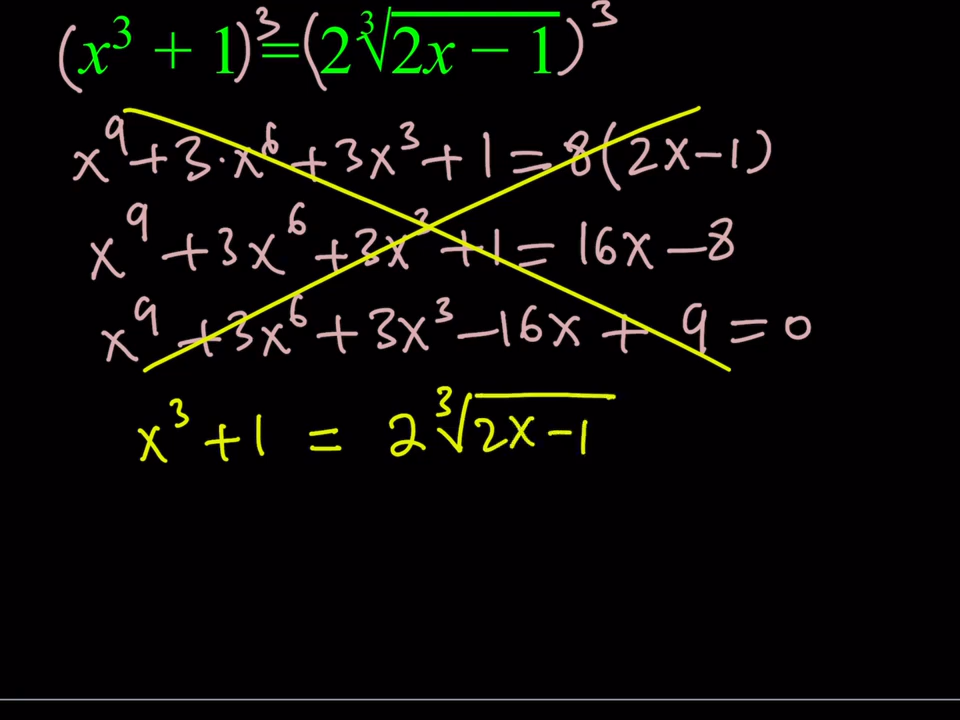 (x³ + 1)³ = (2∛(2x − 1))³
x⁹ + 3·x⁶ + 3x³ + 1 = 8(2x − 1)
x⁹ + 3x⁶ + 3x³ + 1 = 16x − 8
x⁹ + 3x⁶ + 3x³ − 16x + 9 = 0
x³ + 1 = 2∛(2x − 1)